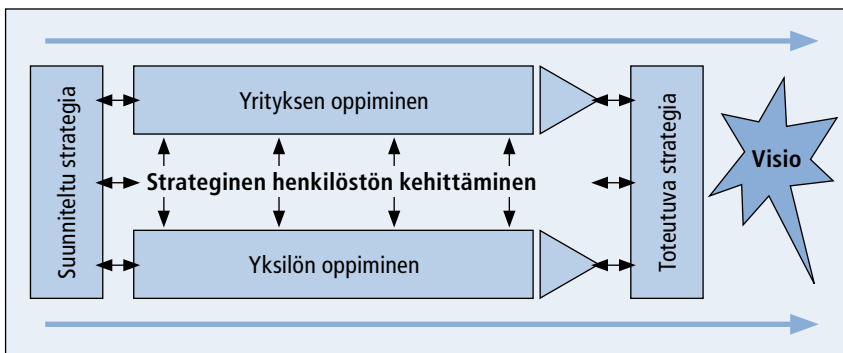 Suunniteltu strategia
Yrityksen oppiminen
Strateginen henkilöstön kehittäminen
Yksilön oppiminen
Toteutuva strategia
Visio